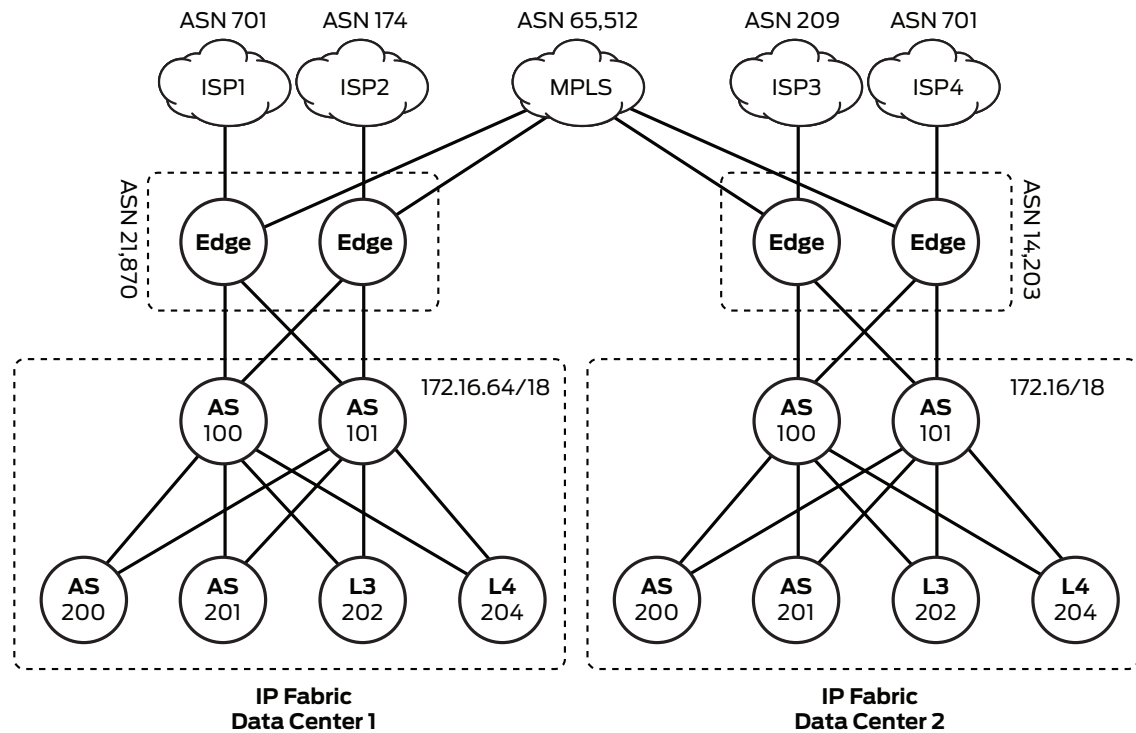 ASN 701
ASN 174
ASN 65,512
ASN 209
ASN 701
ISP1
ISP2
MPLS
ISP3
ISP4
ASN 21,870
Edge
Edge
Edge
Edge
ASN 14,203
172.16.64/18
172.16/18
AS
100
AS
101
AS
100
AS
101
AS
200
AS
201
L3
202
L4
204
AS
200
AS
201
L3
202
L4
204
IP Fabric
Data Center 1
IP Fabric
Data Center 2